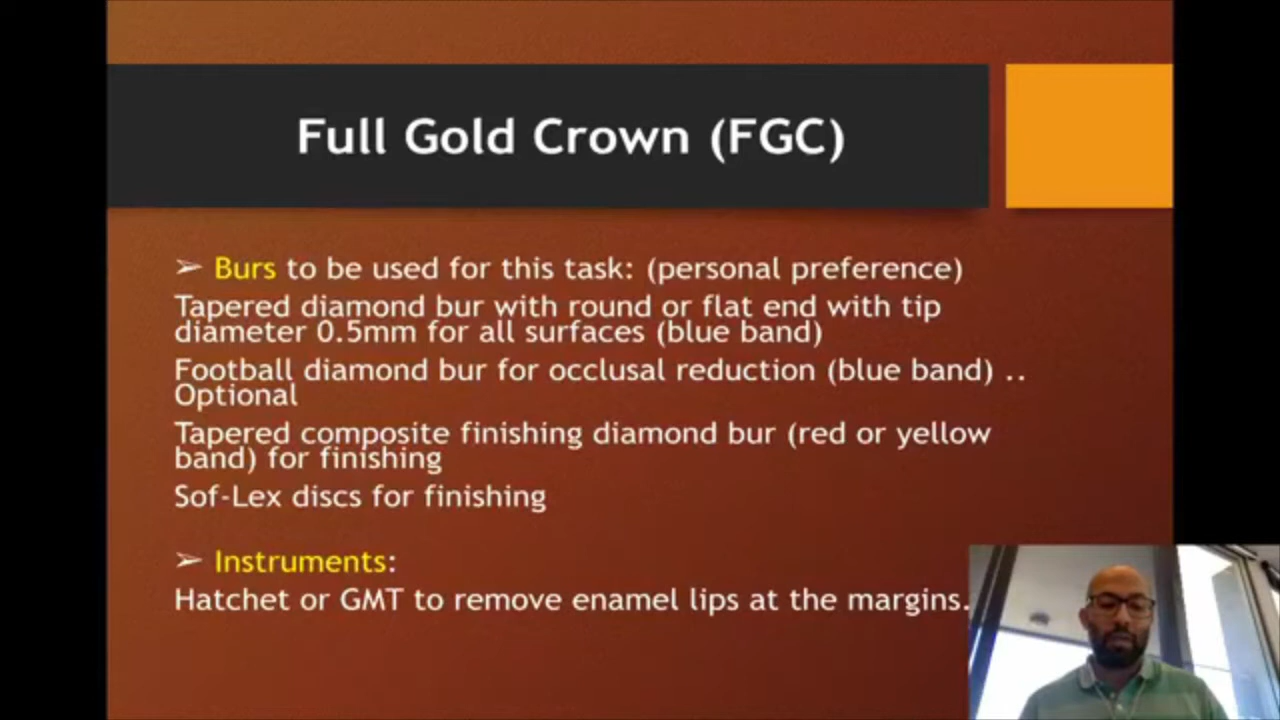 Full Gold Crown (FGC)
➢ Burs to be used for this task: (personal preference)
Tapered diamond bur with round or flat end with tip
diameter 0.5mm for all surfaces (blue band)
Football diamond bur for occlusal reduction (blue band) ..
Optional
Tapered composite finishing diamond bur (red or yellow
band) for finishing
Sof-Lex discs for finishing
➢ Instruments:
Hatchet or GMT to remove enamel lips at the margins.